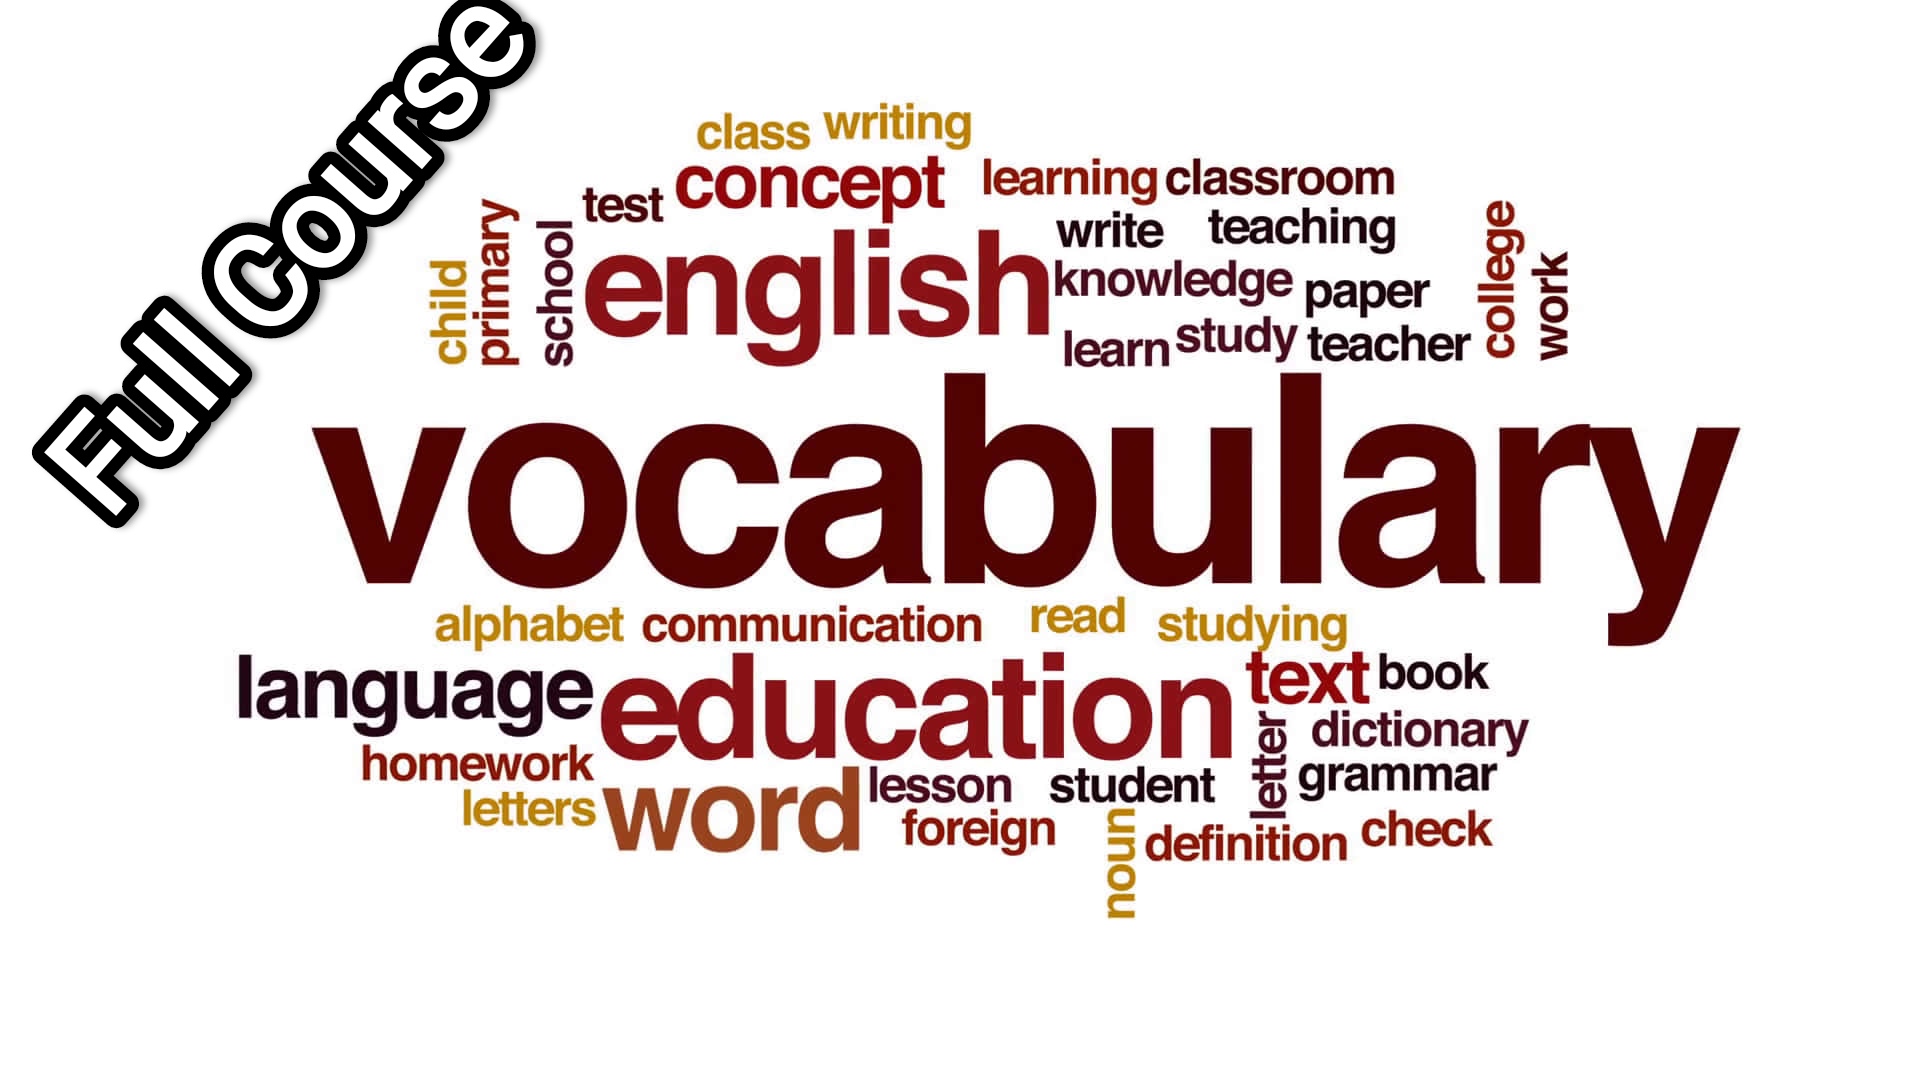 Full Course
class writing
test concept learning classroom
child primary school english write teaching
knowledge paper college work
learn study teacher
vocabulary
alphabet communication read studying
language education text book
letter dictionary
homework word lesson student grammar
letters foreign noun definition check